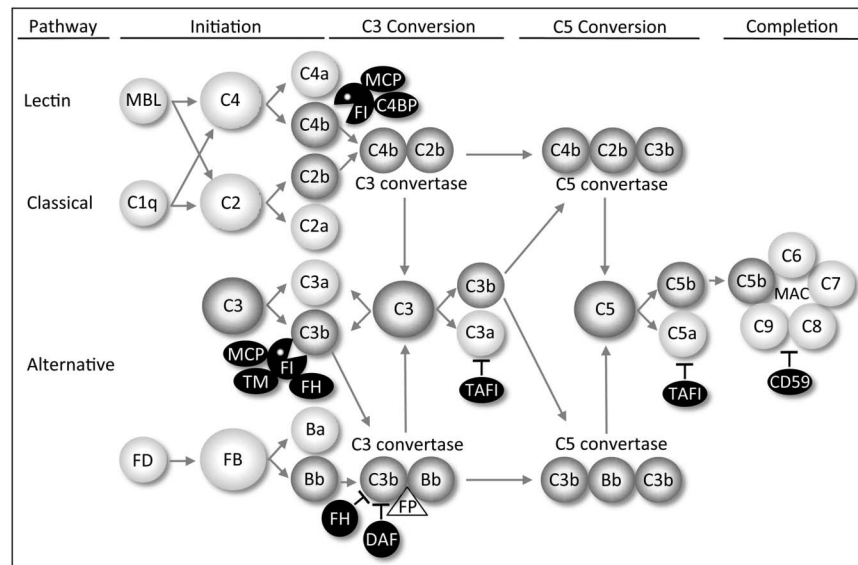 Pathway Initiation C3 Conversion C5 Conversion Completion
Lectin
MBL
C4
C4a
C4b
FI
MCP
C4BP
C4b C2b
C3 convertase
C4b C2b C3b
C5 convertase
Classical
C1q
C2
C2b
C2a
Alternative
C3
C3a
C3b
MCP
FI
TM
FH
C3
C3b
C3a
TAFI
C5
C5b
C5a
TAFI
C5b
C6
C7
C8
C9
MAC
CD59
FD
FB
Ba
Bb
C3 convertase
C3b Bb
FP
FH
DAF
C5 convertase
C3b Bb C3b